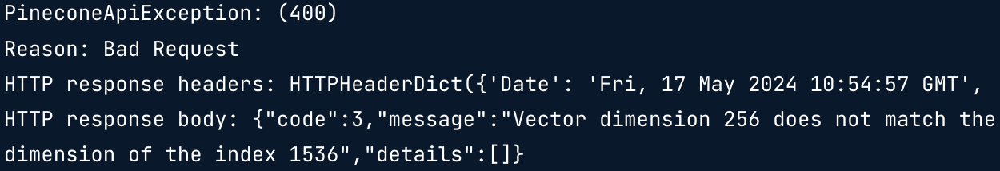 PineconeApiException: (400)
Reason: Bad Request
HTTP response headers: HTTPHeaderDict({'Date': 'Fri, 17 May 2024 10:54:57 GMT',
HTTP response body: {"code":3,"message":"Vector dimension 256 does not match the
dimension of the index 1536","details":[]}